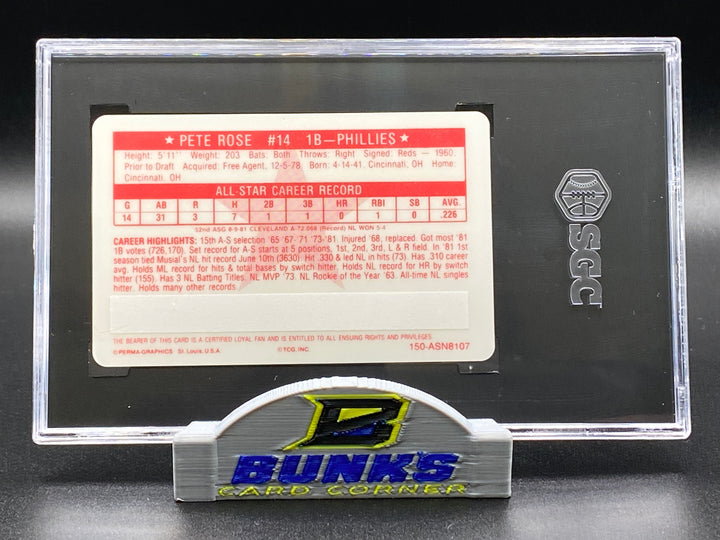 ★ PETE ROSE #14 1B—PHILLIES ★
Height: 5'11" Weight: 203 Bats: Both Throws: Right Signed: Reds — 1960.
Prior to Draft Acquired: Free Agent, 12-5-78 Born: 4-14-41, Cincinnati, OH Home:
Cincinnati, OH
ALL-STAR CAREER RECORD
G AB R H 2B 3B HR RBI SB AVG.
14 31 3 7 1 1 0 1 0 .226
52nd ASG 8-9-81 CLEVELAND A-72,068 (Record) NL WON 5-4
CAREER HIGHLIGHTS: 15th A-S selection '65 '67-'71 '73-'81. Injured '68, replaced. Got most '81
1B votes (726,170). Set record for A-S starts at 5 positions, 1st, 2nd, 3rd, L & R field. In '81 1st
season tied Musial's NL hit record June 10th (3630) Hit .330 & led NL in hits (73). Has .310 career
avg. Holds ML record for hits & total bases by switch hitter. Holds NL record for HR by switch
hitter (155). Has 3 NL Batting Titles. NL MVP '73. NL Rookie of the Year '63. All-time NL singles
hitter. Holds many other records.
THE BEARER OF THIS CARD IS A CERTIFIED LOYAL FAN AND IS ENTITLED TO ALL ENSUING RIGHTS AND PRIVILEGES
©PERMA-GRAPHICS St. Louis, U.S.A. ©TCG, INC. 150-ASN8107
SGC
B
BUNK'S
CARD CORNER